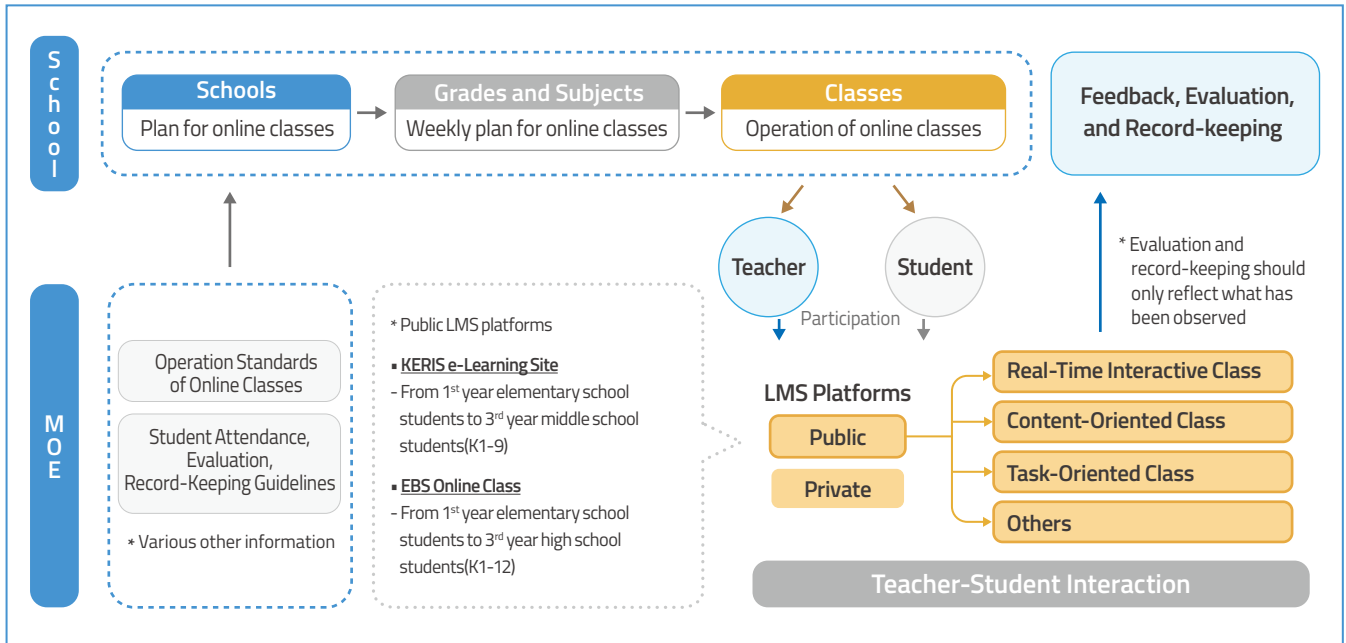 School
Schools
Plan for online classes
Grades and Subjects
Weekly plan for online classes
Classes
Operation of online classes
Feedback, Evaluation,
and Record-keeping
Teacher
Student
Participation
* Evaluation and
record-keeping should
only reflect what has
been observed
MOE
Operation Standards
of Online Classes
Student Attendance,
Evaluation,
Record-Keeping Guidelines
* Various other information
* Public LMS platforms
▪ KERIS e-Learning Site
- From 1st year elementary school
students to 3rd year middle school
students(K1-9)
▪ EBS Online Class
- From 1st year elementary school
students to 3rd year high school
students(K1-12)
LMS Platforms
Public
Private
Real-Time Interactive Class
Content-Oriented Class
Task-Oriented Class
Others
Teacher-Student Interaction